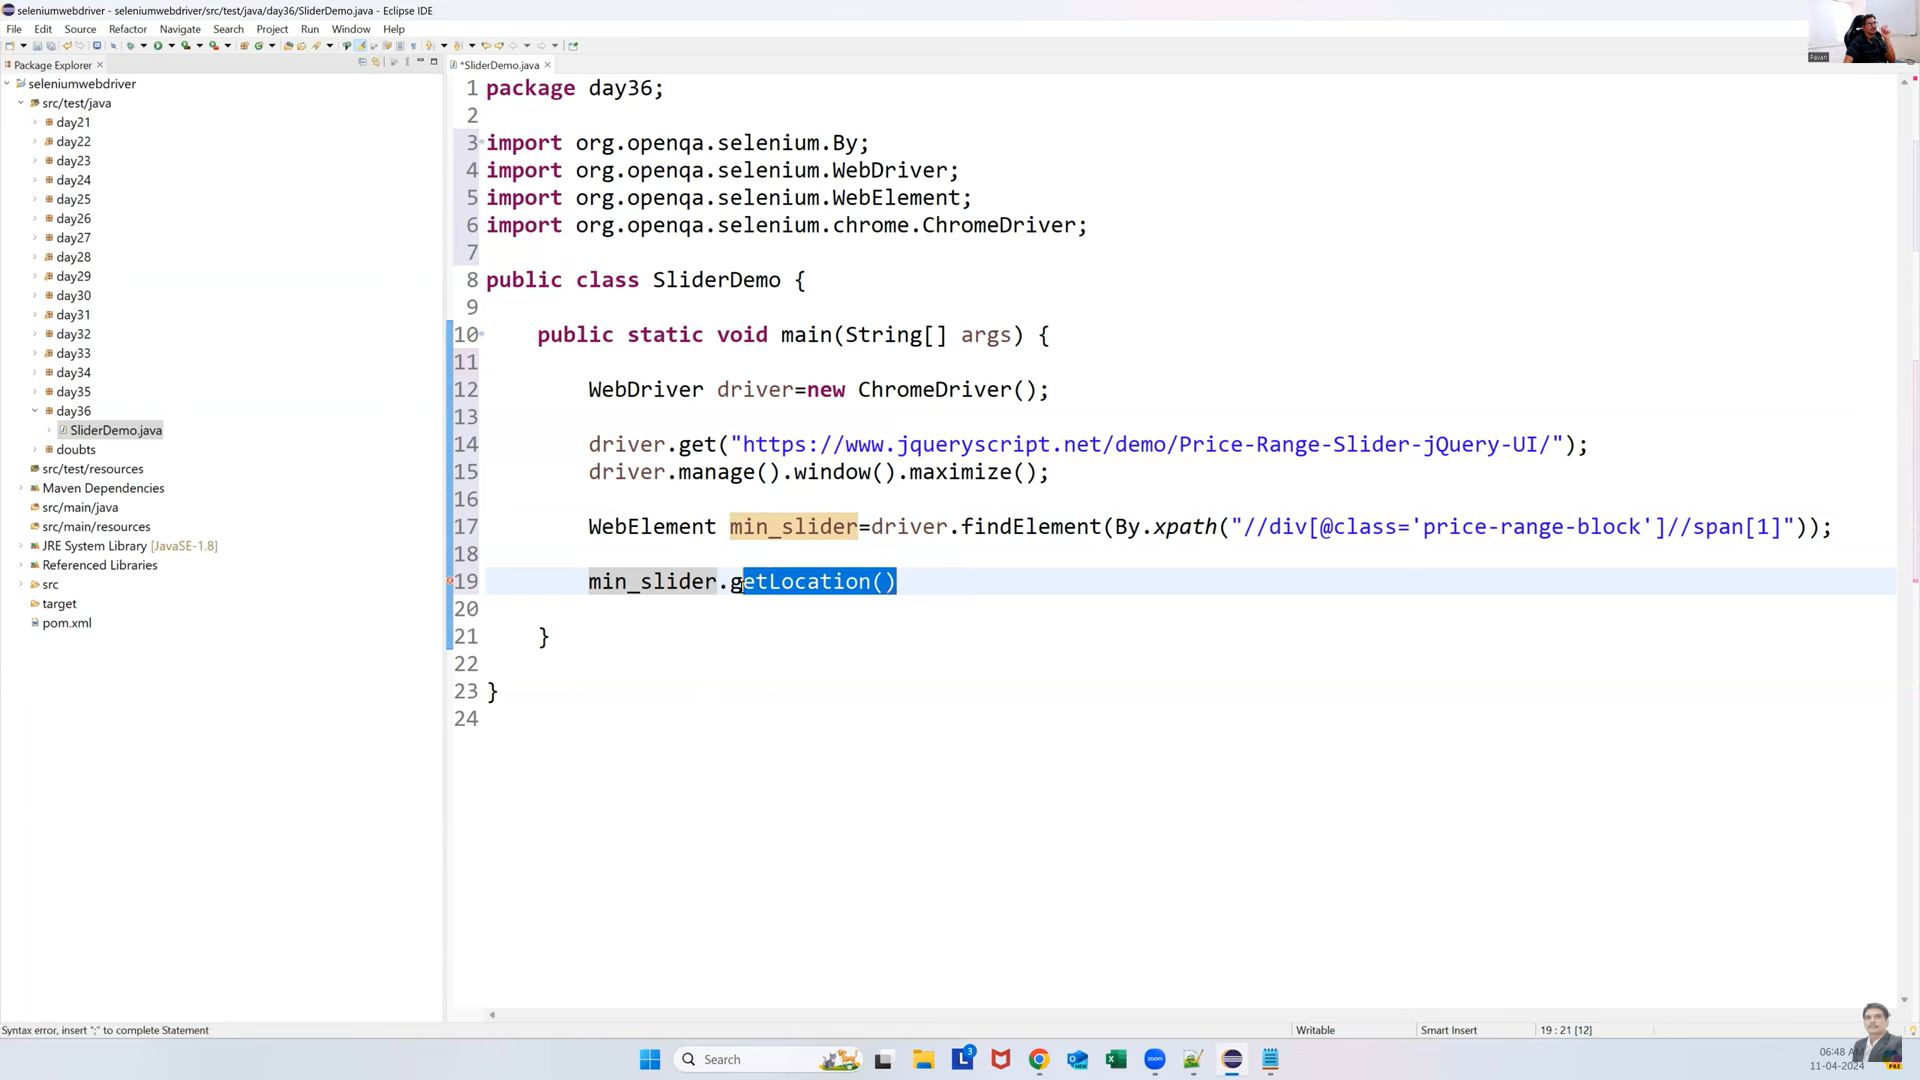 seleniumwebdriver - seleniumwebdriver/src/test/java/day36/SliderDemo.java - Eclipse IDE
File Edit Source Refactor Navigate Search Project Run Window Help
Package Explorer
*SliderDemo.java
Pavan
seleniumwebdriver
src/test/java
day21
day22
day23
day24
day25
day26
day27
day28
day29
day30
day31
day32
day33
day34
day35
day36
SliderDemo.java
doubts
src/test/resources
Maven Dependencies
src/main/java
src/main/resources
JRE System Library [JavaSE-1.8]
Referenced Libraries
src
target
pom.xml
1 package day36;
2
3 import org.openqa.selenium.By;
4 import org.openqa.selenium.WebDriver;
5 import org.openqa.selenium.WebElement;
6 import org.openqa.selenium.chrome.ChromeDriver;
7
8 public class SliderDemo {
9
10 public static void main(String[] args) {
11
12 WebDriver driver=new ChromeDriver();
13
14 driver.get("https://www.jqueryscript.net/demo/Price-Range-Slider-jQuery-UI/");
15 driver.manage().window().maximize();
16
17 WebElement min_slider=driver.findElement(By.xpath("//div[@class='price-range-block']//span[1]"));
18
19 min_slider.getLocation()
20
21 }
22
23 }
24
Syntax error, insert ";" to complete Statement
Writable
Smart Insert
19 : 21 [12]
Search
3
06:48 AM
11-04-2024
PRE